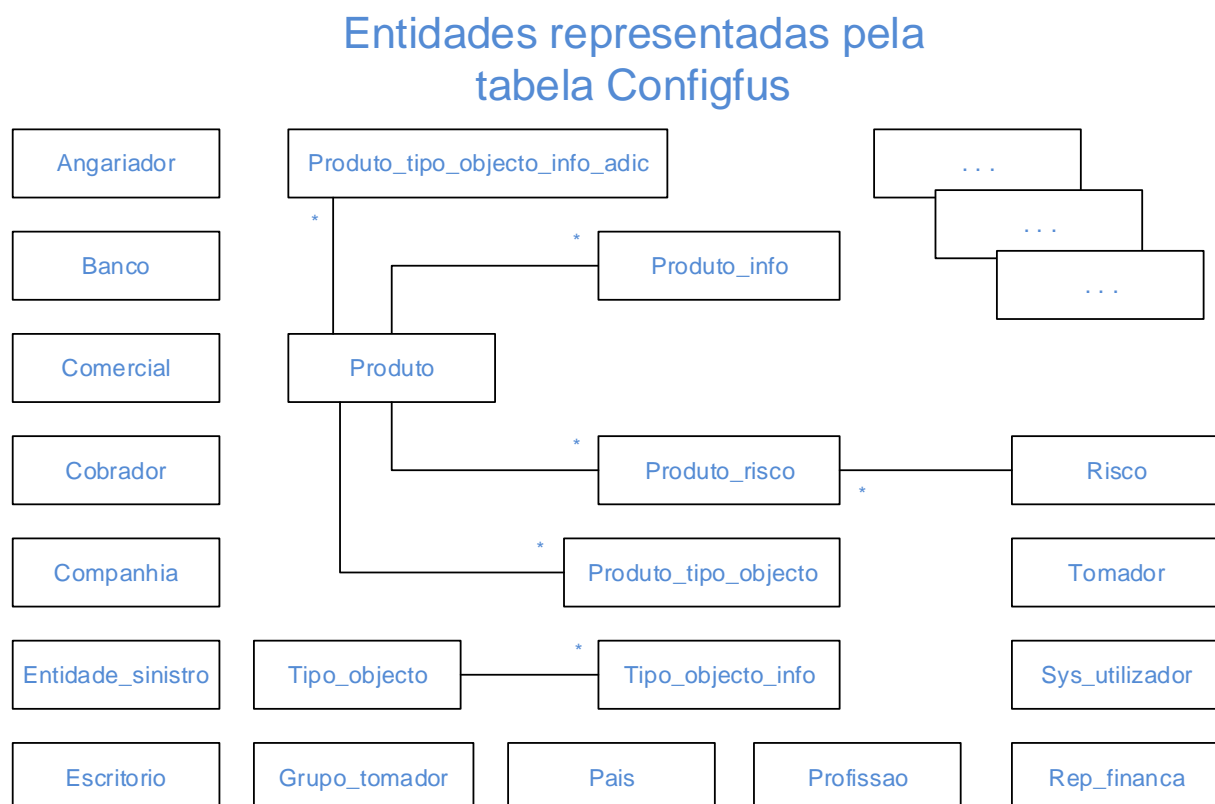 Entidades representadas pela
tabela Configfus
Angariador
Produto_tipo_objecto_info_adic
. . .
*
*
. . .
Banco
Produto_info
. . .
Comercial
Produto
*
Cobrador
Produto_risco
Risco
*
*
Companhia
Produto_tipo_objecto
Tomador
*
Entidade_sinistro
Tipo_objecto
Tipo_objecto_info
Sys_utilizador
Escritorio
Grupo_tomador
Pais
Profissao
Rep_financa